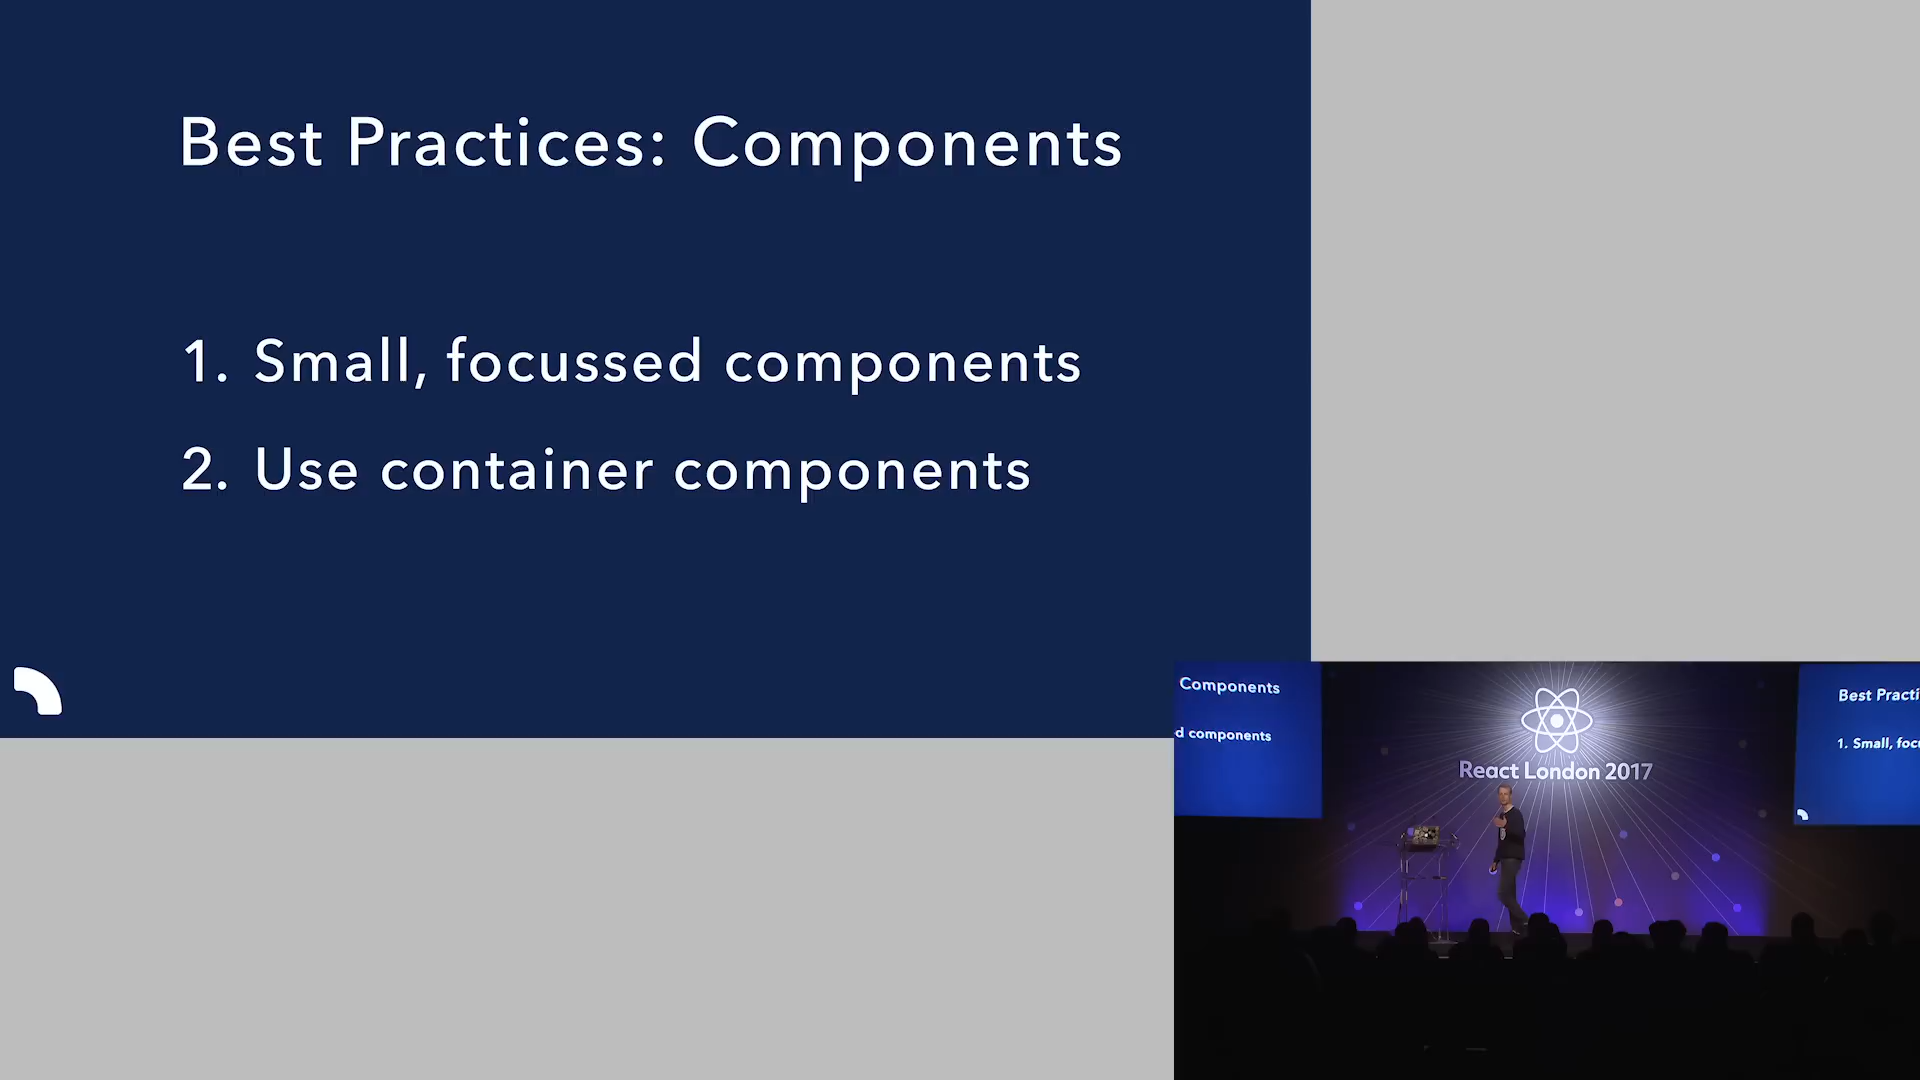 Best Practices: Components
1. Small, focussed components
2. Use container components
Components
d components
React London 2017
Best Practi
1. Small, focu